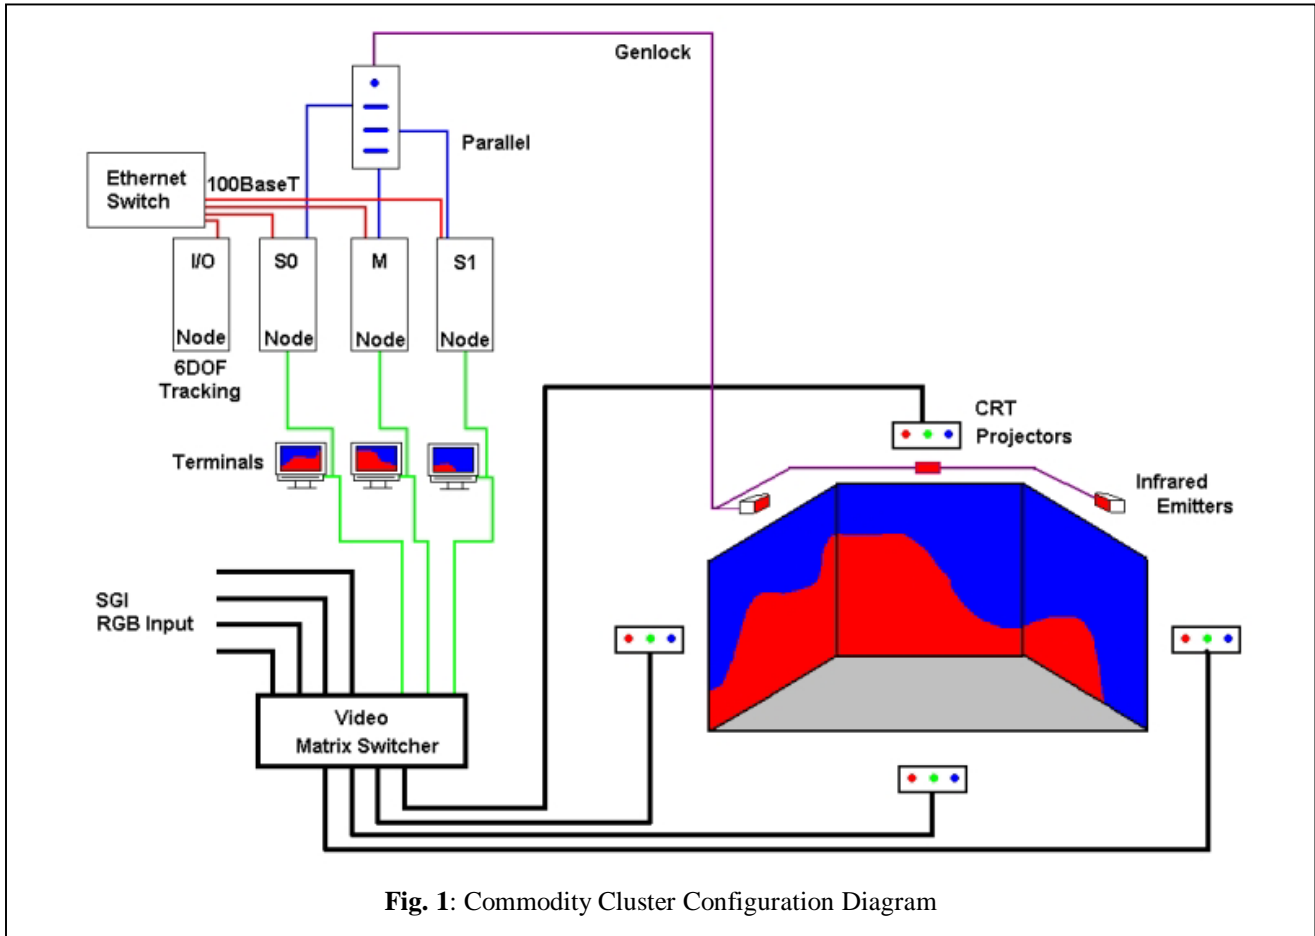 Genlock
Parallel
Ethernet
Switch
100BaseT
I/O
S0
M
S1
Node
Node
Node
Node
6DOF
Tracking
CRT
Projectors
Terminals
Infrared
Emitters
SGI
RGB Input
Video
Matrix Switcher
Fig. 1: Commodity Cluster Configuration Diagram